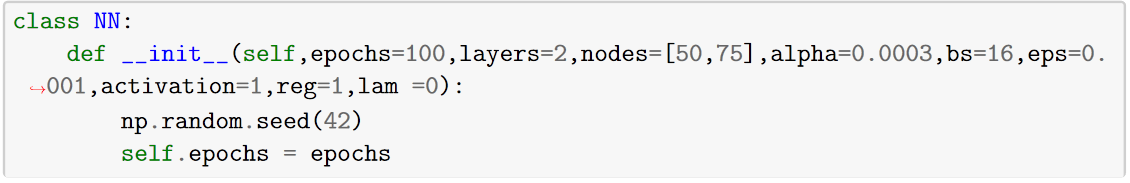 class NN:
    def __init__(self,epochs=100,layers=2,nodes=[50,75],alpha=0.0003,bs=16,eps=0.
↪001,activation=1,reg=1,lam =0):
        np.random.seed(42)
        self.epochs = epochs